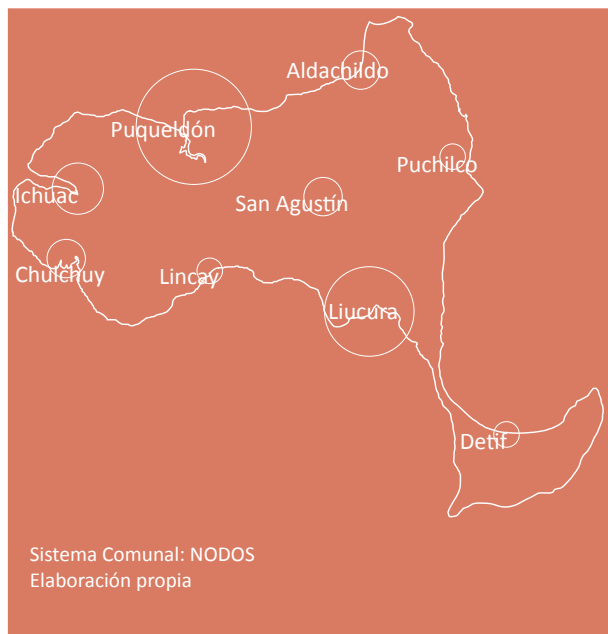 Aldachildo
Puqueldón
Puchilco
Ichuac
San Agustín
Chulchuy
Lincay
Liucura
Detif
Sistema Comunal: NODOS
Elaboración propia